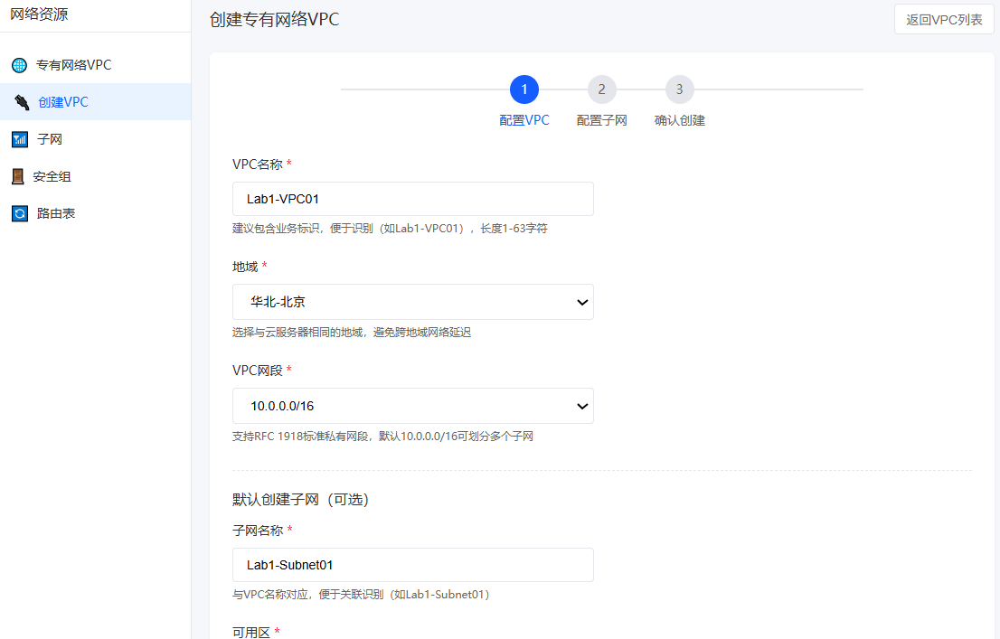 网络资源
创建专有网络VPC
返回VPC列表
专有网络VPC
创建VPC
子网
安全组
路由表
1
2
3
配置VPC
配置子网
确认创建
VPC名称 *
Lab1-VPC01
建议包含业务标识，便于识别（如Lab1-VPC01），长度1-63字符
地域 *
华北-北京
选择与云服务器相同的地域，避免跨地域网络延迟
VPC网段 *
10.0.0.0/16
支持RFC 1918标准私有网段，默认10.0.0.0/16可划分多个子网
默认创建子网（可选）
子网名称 *
Lab1-Subnet01
与VPC名称对应，便于关联识别（如Lab1-Subnet01）
可用区 *